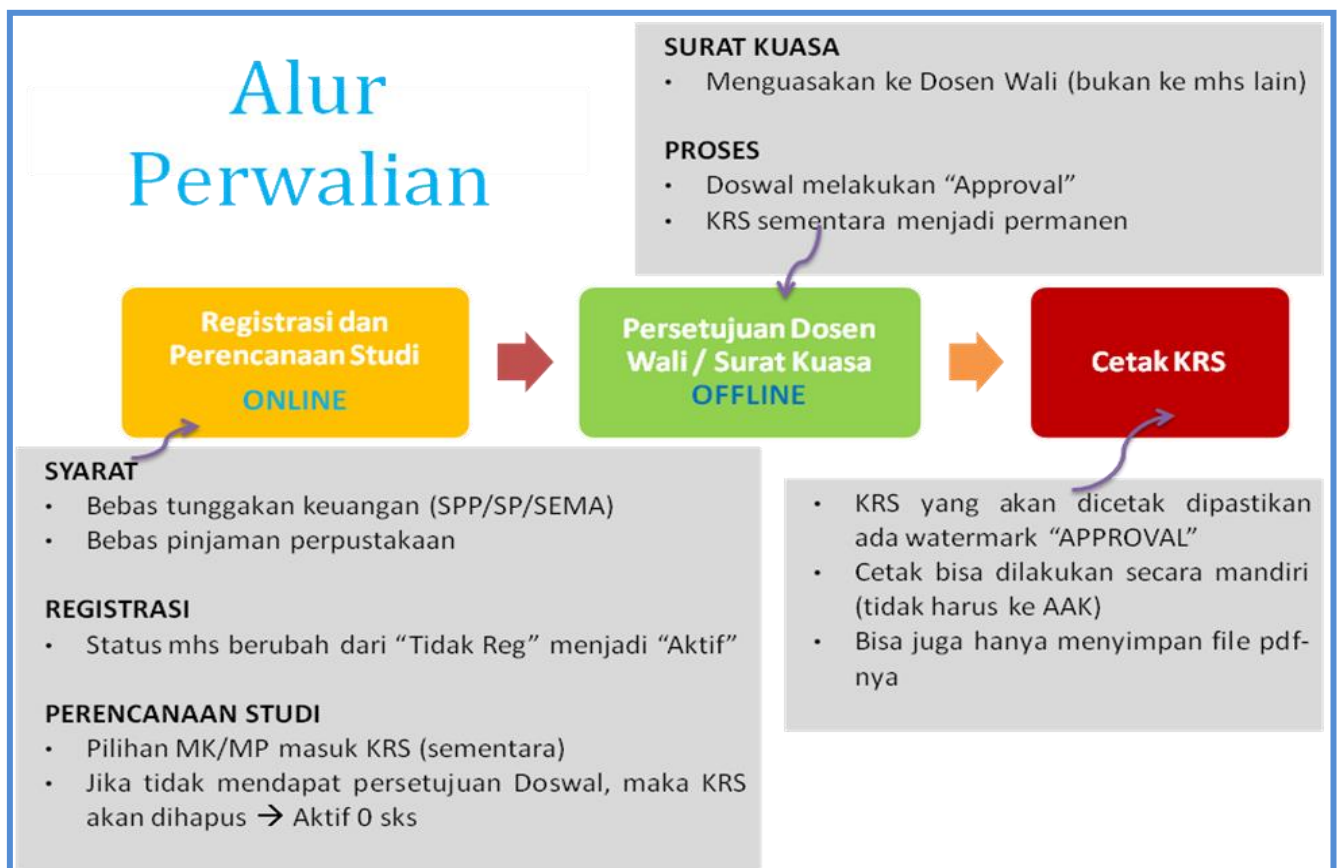 Alur
Perwalian
SURAT KUASA
• Menguasakan ke Dosen Wali (bukan ke mhs lain)
PROSES
• Doswal melakukan “Approval”
• KRS sementara menjadi permanen
Registrasi dan
Perencanaan Studi
ONLINE
Persetujuan Dosen
Wali / Surat Kuasa
OFFLINE
Cetak KRS
SYARAT
• Bebas tunggakan keuangan (SPP/SP/SEMA)
• Bebas pinjaman perpustakaan
REGISTRASI
• Status mhs berubah dari “Tidak Reg” menjadi “Aktif”
PERENCANAAN STUDI
• Pilihan MK/MP masuk KRS (sementara)
• Jika tidak mendapat persetujuan Doswal, maka KRS
akan dihapus → Aktif 0 sks
• KRS yang akan dicetak dipastikan
ada watermark “APPROVAL”
• Cetak bisa dilakukan secara mandiri
(tidak harus ke AAK)
• Bisa juga hanya menyimpan file pdf-
nya